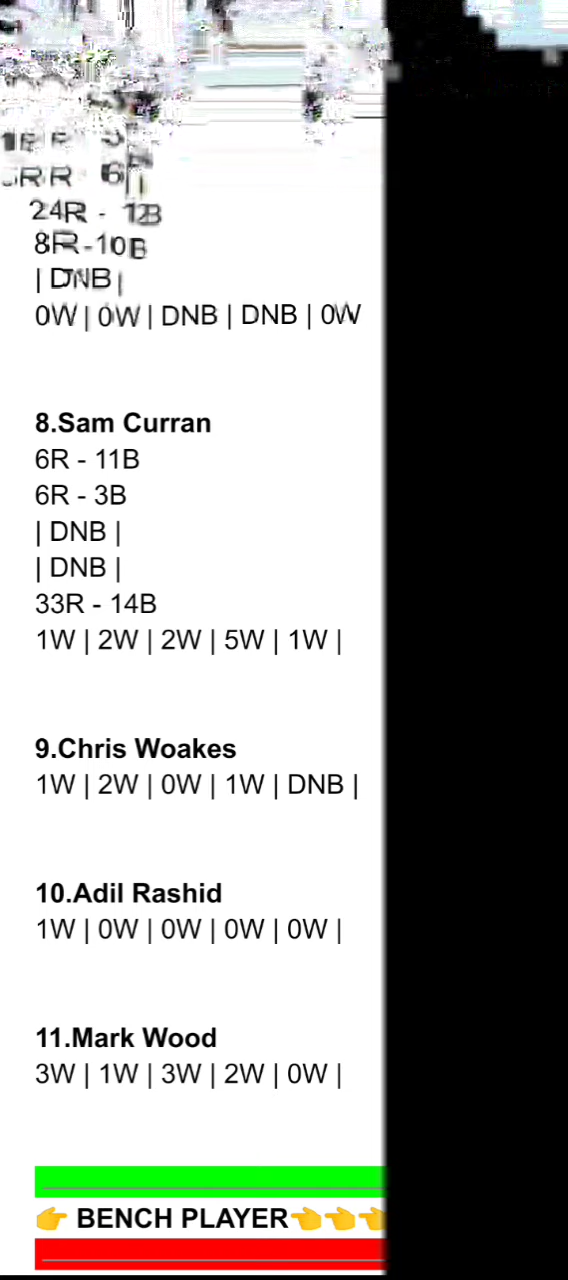 24R - 12B
8R-10B
| DNB |
0W | 0W | DNB | DNB | 0W
8.Sam Curran
6R - 11B
6R - 3B
| DNB |
| DNB |
33R - 14B
1W | 2W | 2W | 5W | 1W |
9.Chris Woakes
1W | 2W | 0W | 1W | DNB |
10.Adil Rashid
1W | 0W | 0W | 0W | 0W |
11.Mark Wood
3W | 1W | 3W | 2W | 0W |
👉 BENCH PLAYER👈👈👈